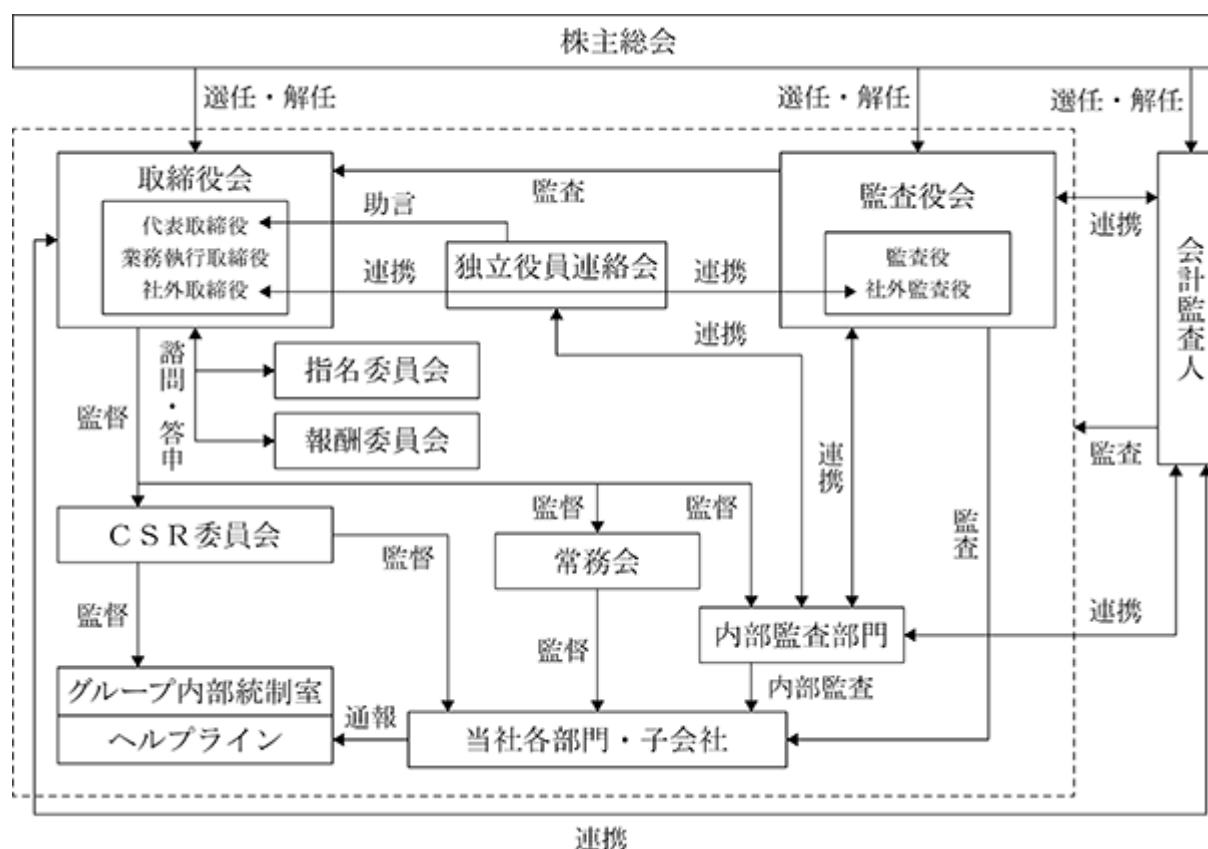 株主総会
選任・解任
選任・解任
選任・解任
取締役会
代表取締役
業務執行取締役
社外取締役
助言
監査
監査役会
監査役
社外監査役
連携
独立役員連絡会
連携
連携
連携
会計監査人
諮問・答申
指名委員会
報酬委員会
監督
連携
監査
監査
監督
監督
CSR委員会
監督
常務会
監督
監督
内部監査部門
連携
内部監査
グループ内部統制室
ヘルプライン
通報
当社各部門・子会社
連携